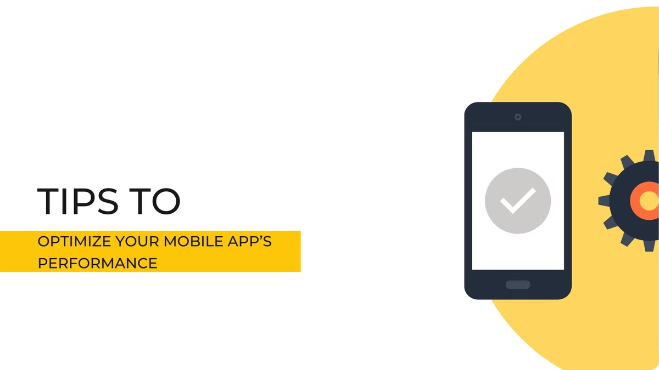 TIPS TO
OPTIMIZE YOUR MOBILE APP'S
PERFORMANCE